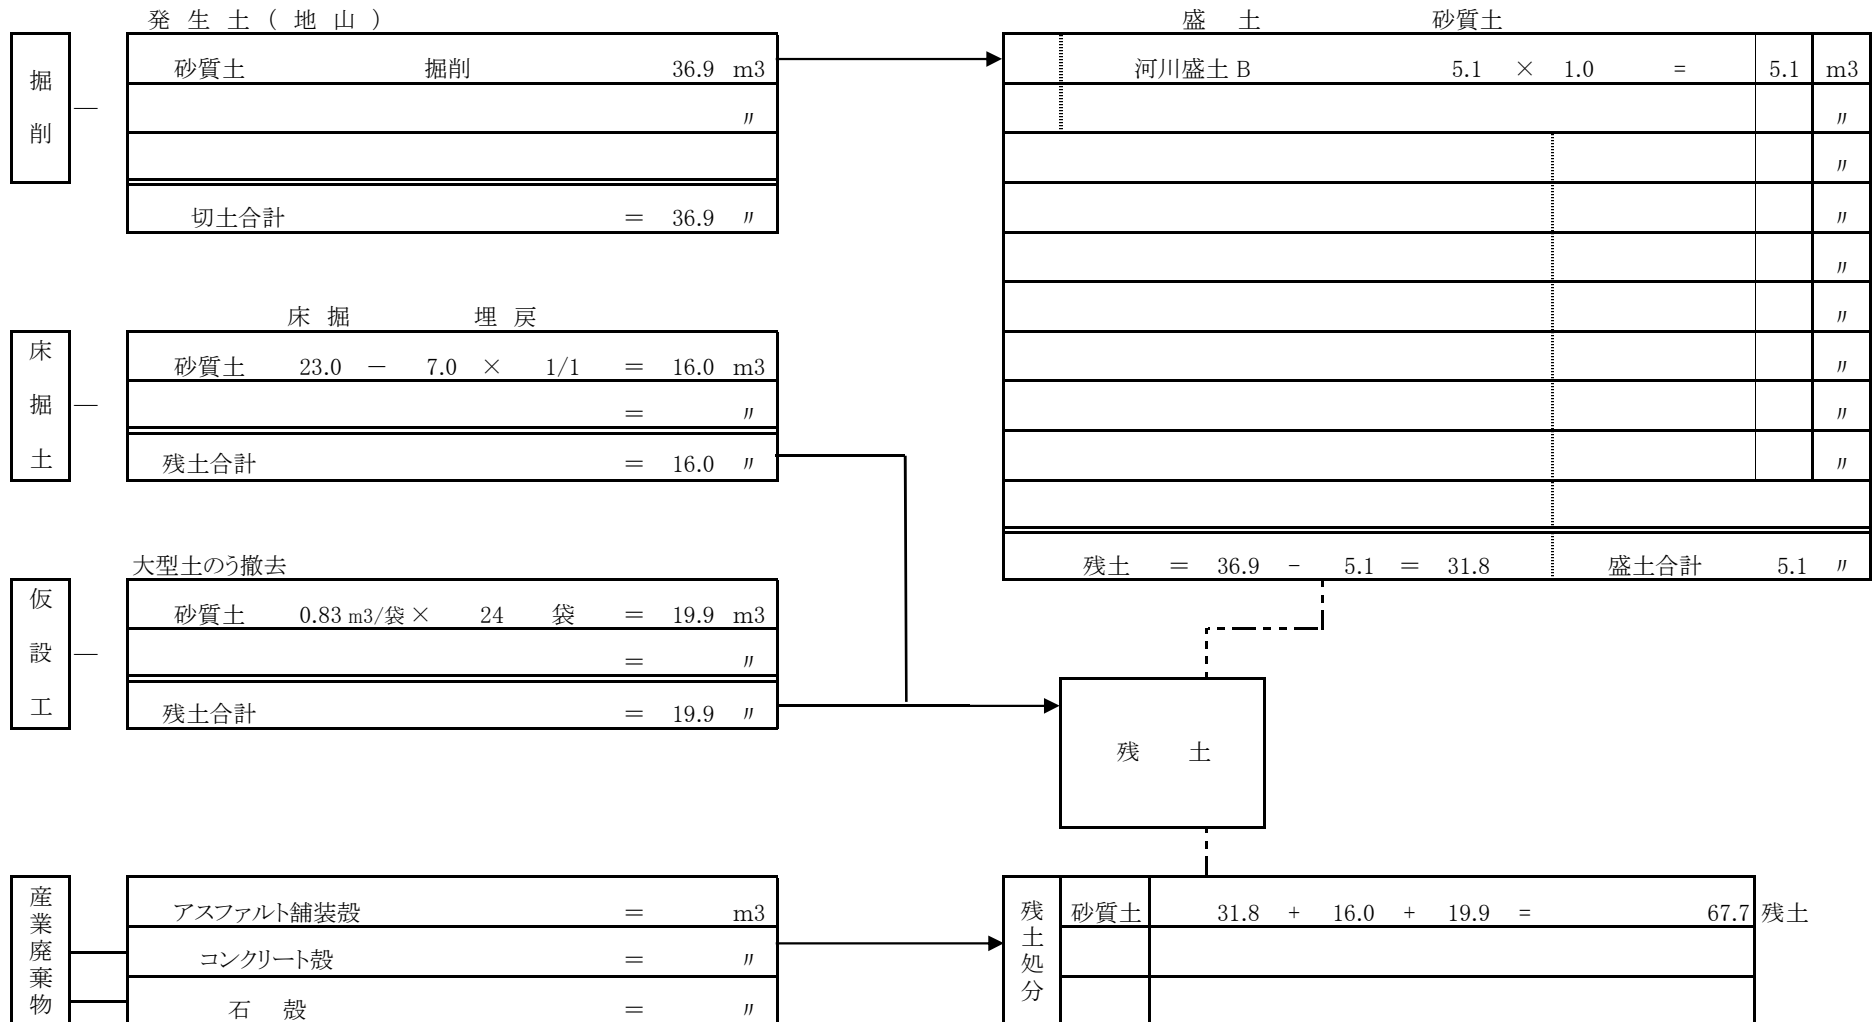 発生土(地山)
掘削
砂質土 掘削 36.9 m3
〃
切土合計 = 36.9 〃
盛土 砂質土
河川盛土 B 5.1 × 1.0 = 5.1 m3
〃
〃
〃
〃
〃
〃
〃
〃
残土 = 36.9 - 5.1 = 31.8 盛土合計 5.1 〃
床掘 埋戻
床掘土
砂質土 23.0 − 7.0 × 1/1 = 16.0 m3
= 〃
残土合計 = 16.0 〃
大型土のう撤去
仮設工
砂質土 0.83 m3/袋 × 24 袋 = 19.9 m3
= 〃
残土合計 = 19.9 〃
残土
産業廃棄物
アスファルト舗装殻 = m3
コンクリート殻 = 〃
石殻 = 〃
残土処分
砂質土 31.8 + 16.0 + 19.9 = 67.7 残土